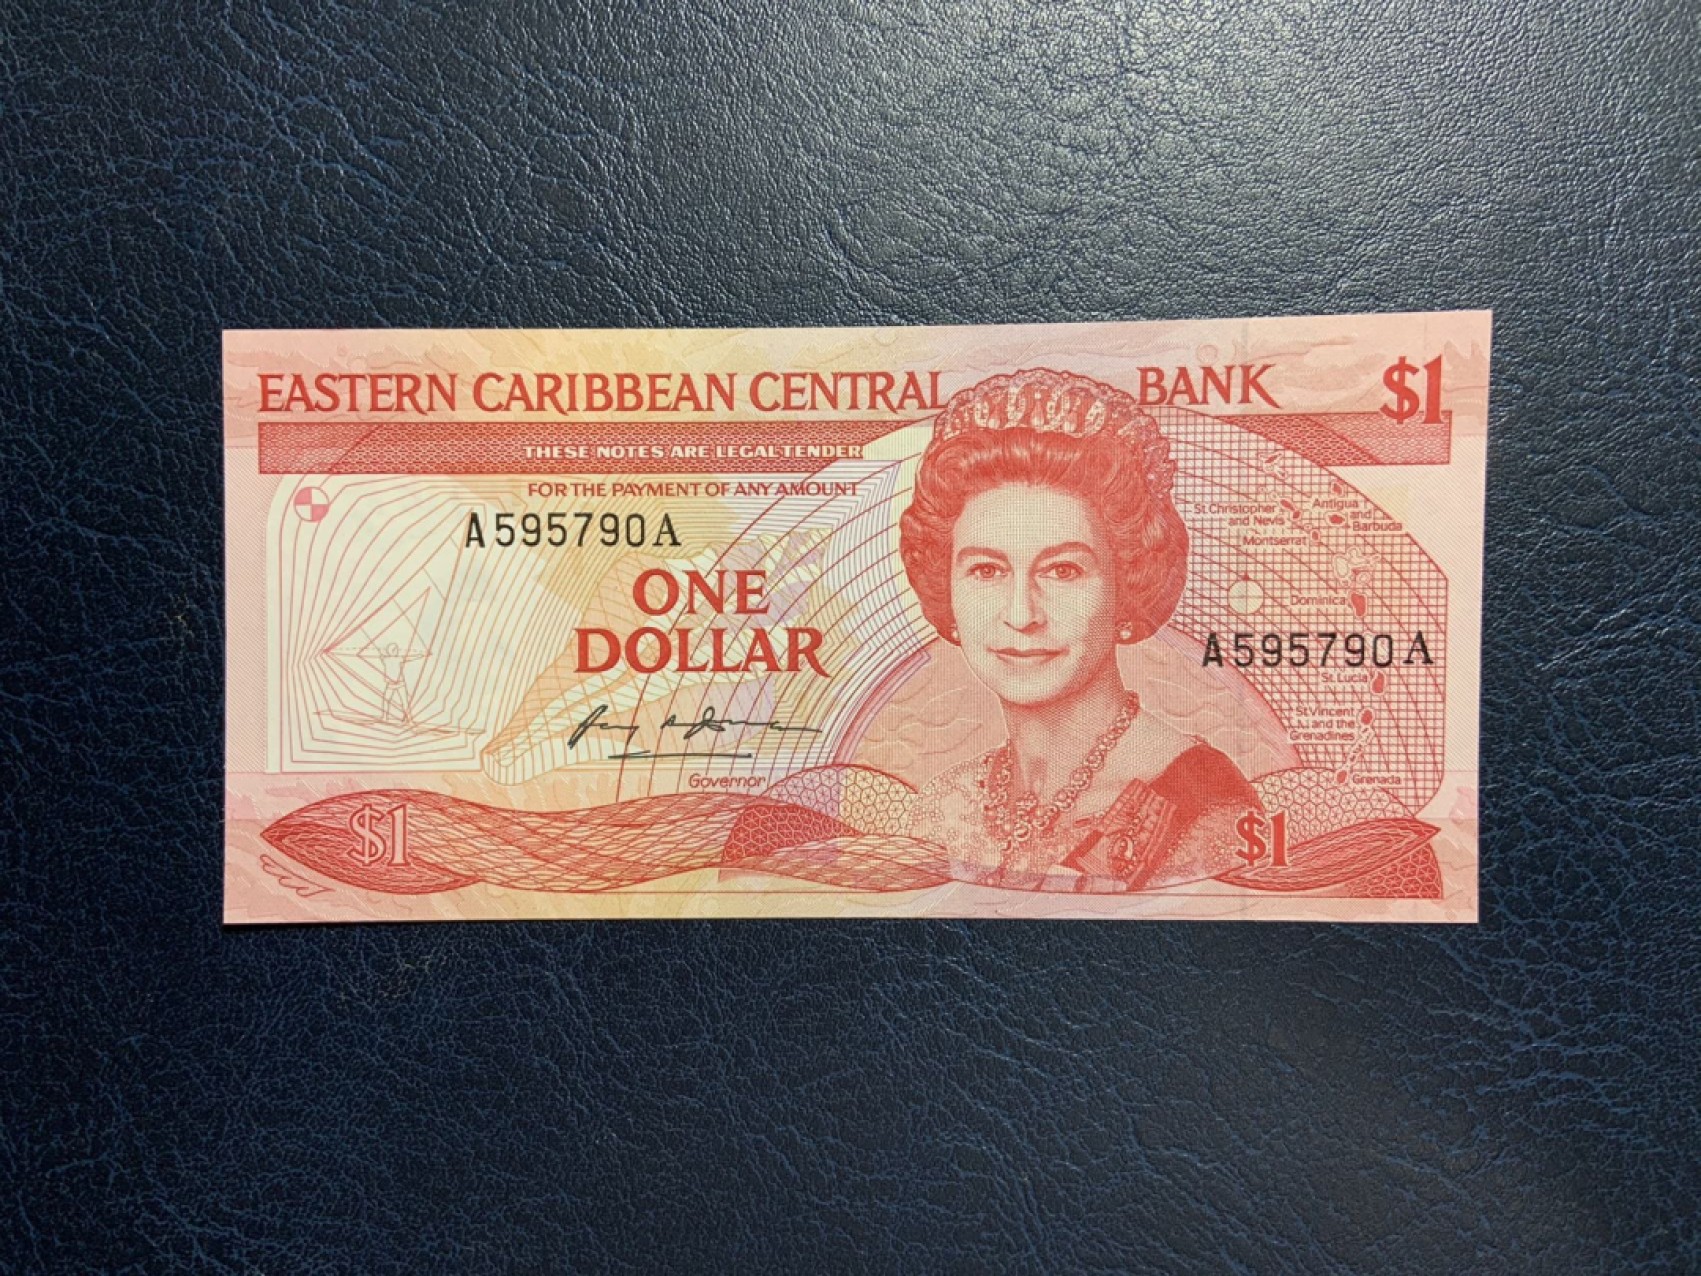 EASTERN CARIBBEAN CENTRAL BANK $1
THESE NOTES ARE LEGAL TENDER
FOR THE PAYMENT OF ANY AMOUNT
A595790A
ONE
DOLLAR
Governor
$1
St.Christopher
and Nevis
Antigua
and
Barbuda
Montserrat
Dominica
A595790A
St. Lucia
St.Vincent
and the
Grenadines
Grenada
$1